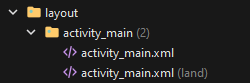 layout
activity_main (2)
activity_main.xml
activity_main.xml (land)